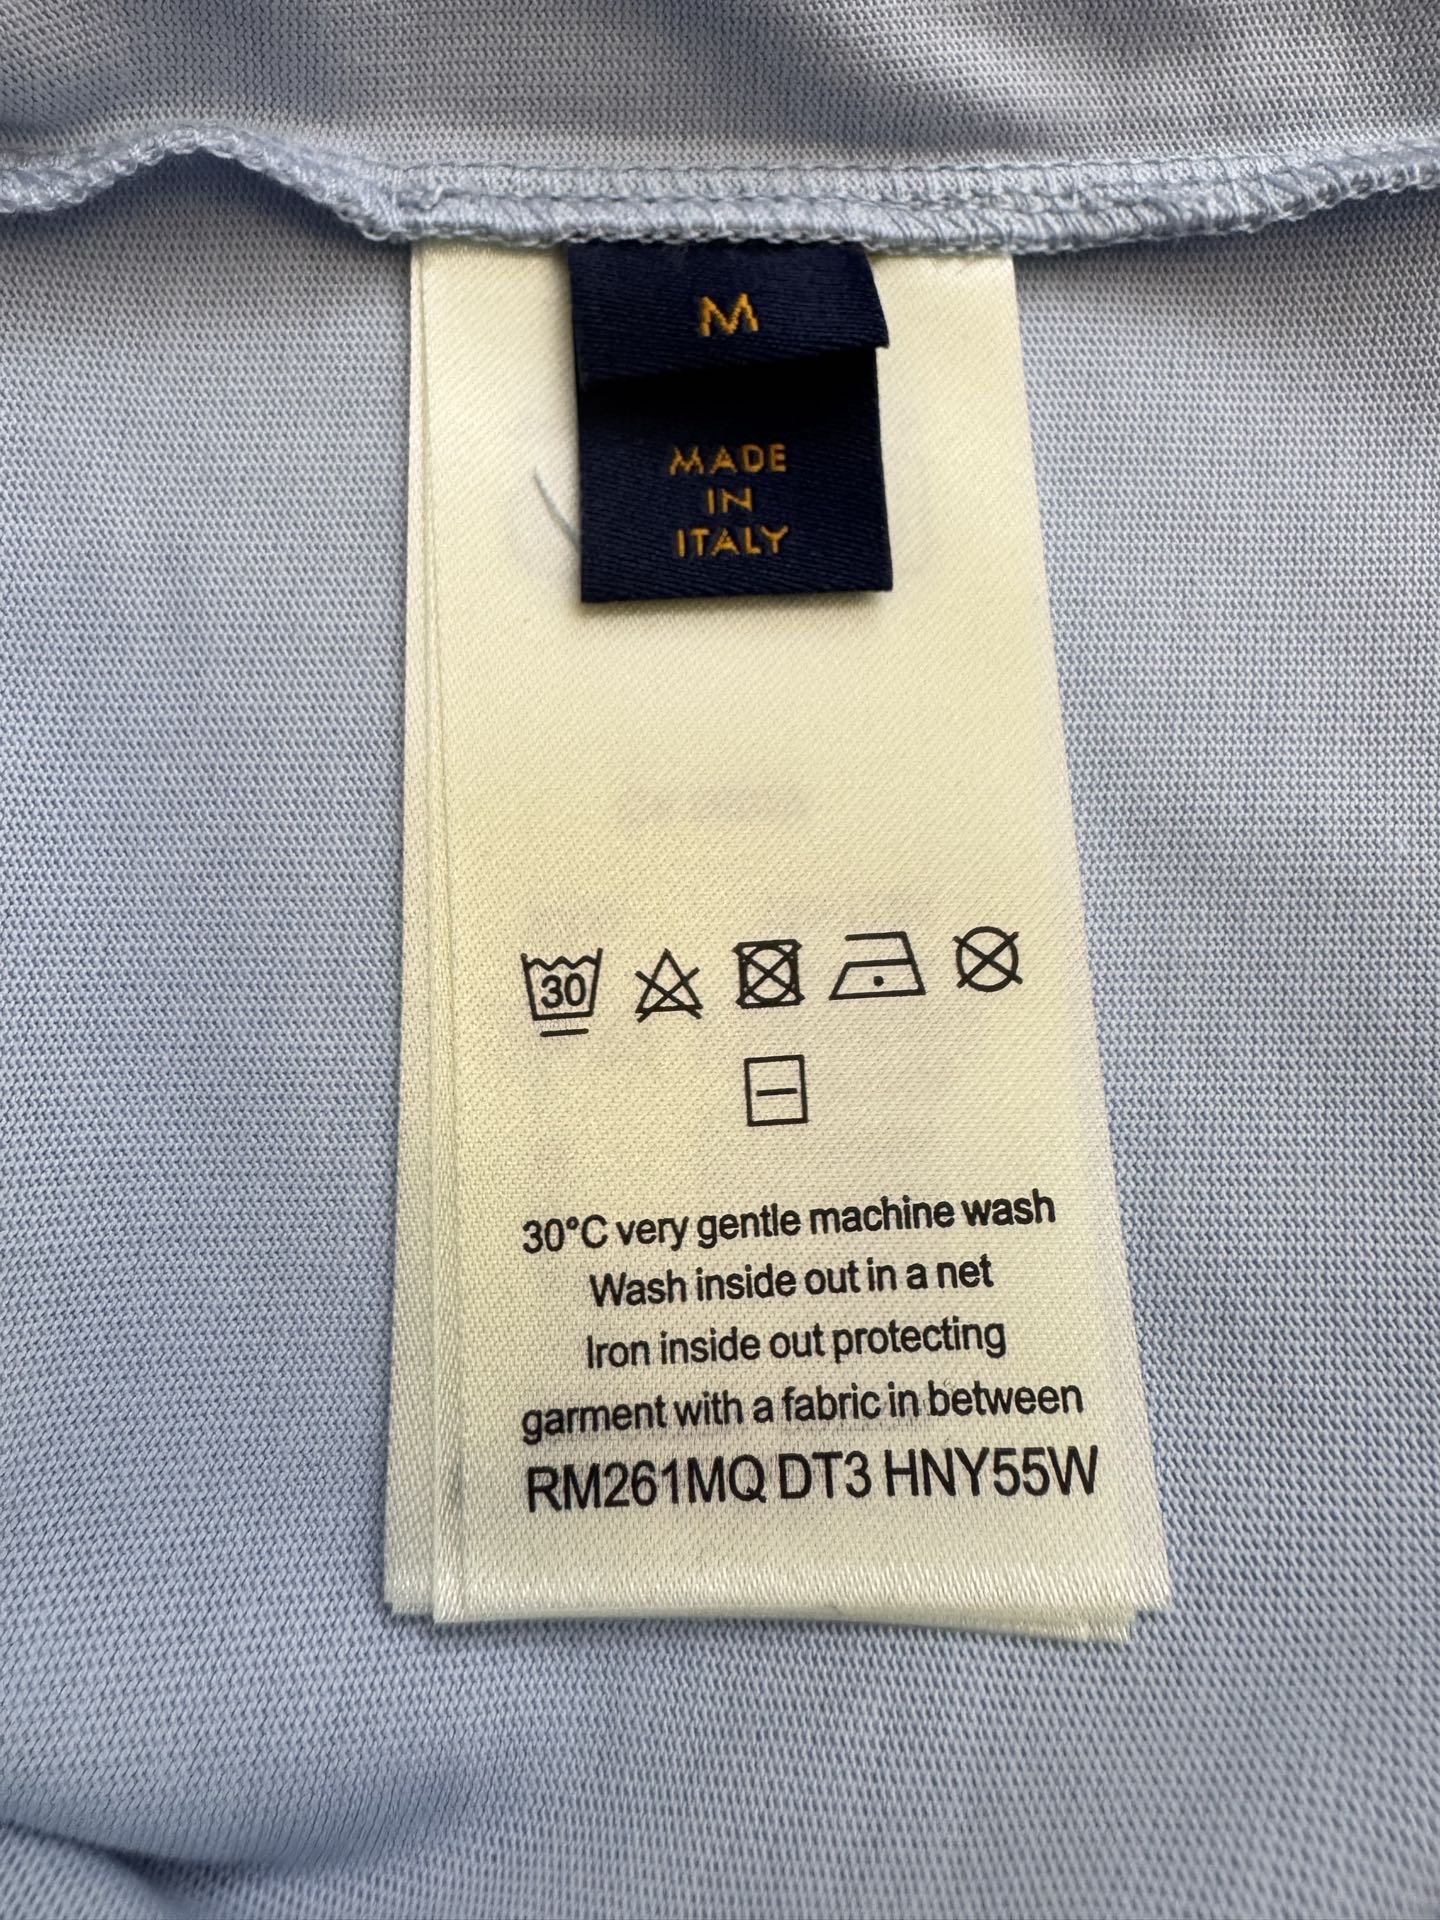 M
MADE
IN
ITALY
30
30°C very gentle machine wash
Wash inside out in a net
Iron inside out protecting
garment with a fabric in between
RM261MQ DT3 HNY55W